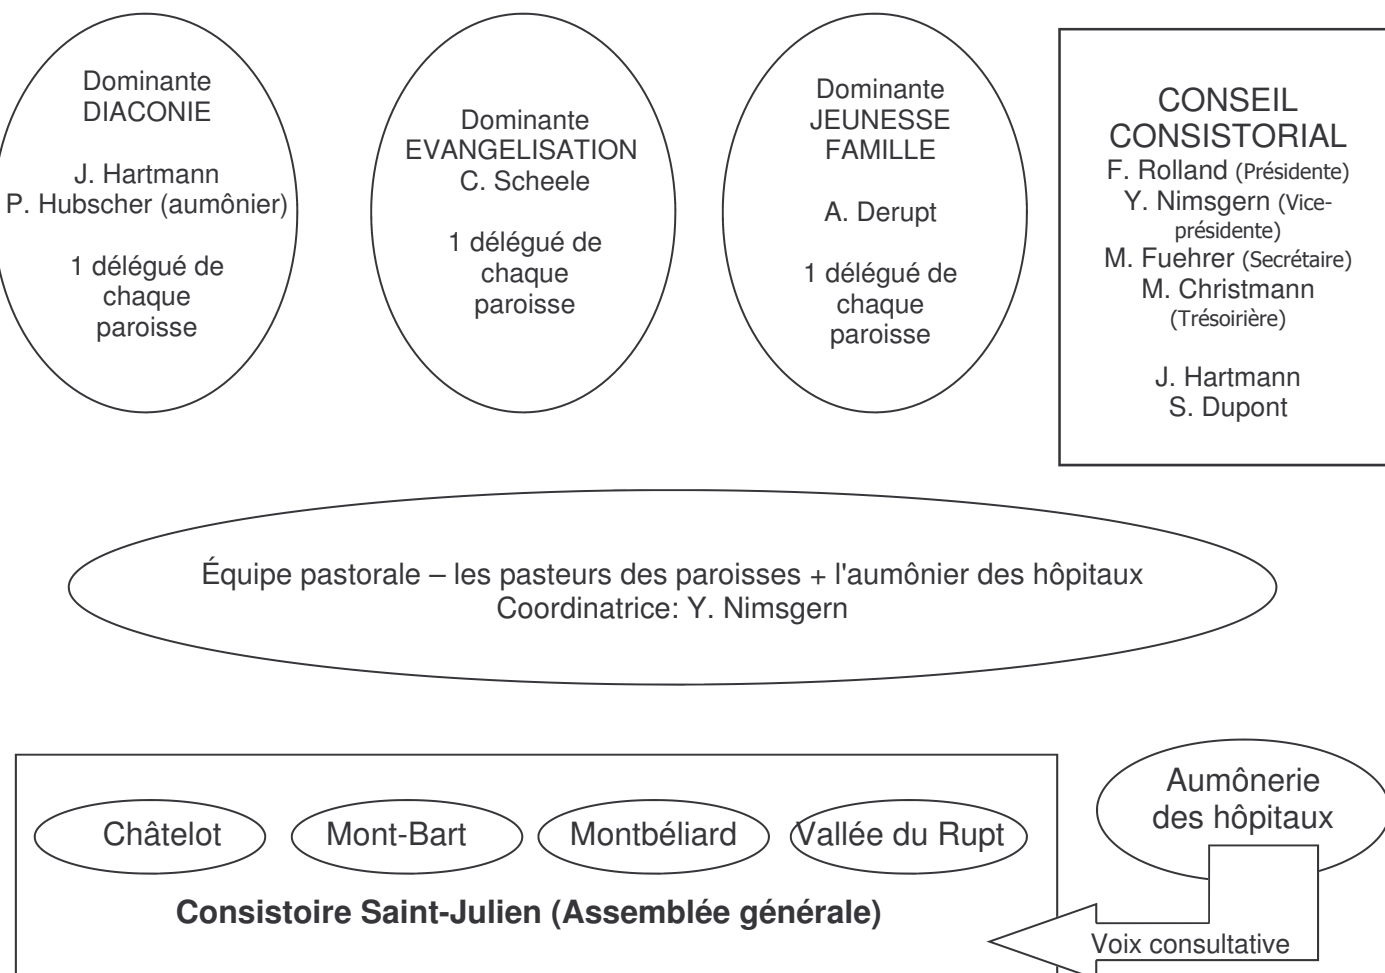 Dominante
DIACONIE
J. Hartmann
P. Hubscher (aumônier)
1 délégué de
chaque
paroisse
Dominante
EVANGELISATION
C. Scheele
1 délégué de
chaque
paroisse
Dominante
JEUNESSE
FAMILLE
A. Derupt
1 délégué de
chaque
paroisse
CONSEIL
CONSISTORIAL
F. Rolland (Présidente)
Y. Nimsgern (Vice-
présidente)
M. Fuehrer (Secrétaire)
M. Christmann
(Trésoirière)
J. Hartmann
S. Dupont
Équipe pastorale – les pasteurs des paroisses + l'aumônier des hôpitaux
Coordinatrice: Y. Nimsgern
Châtelot
Mont-Bart
Montbéliard
Vallée du Rupt
Consistoire Saint-Julien (Assemblée générale)
Aumônerie
des hôpitaux
Voix consultative